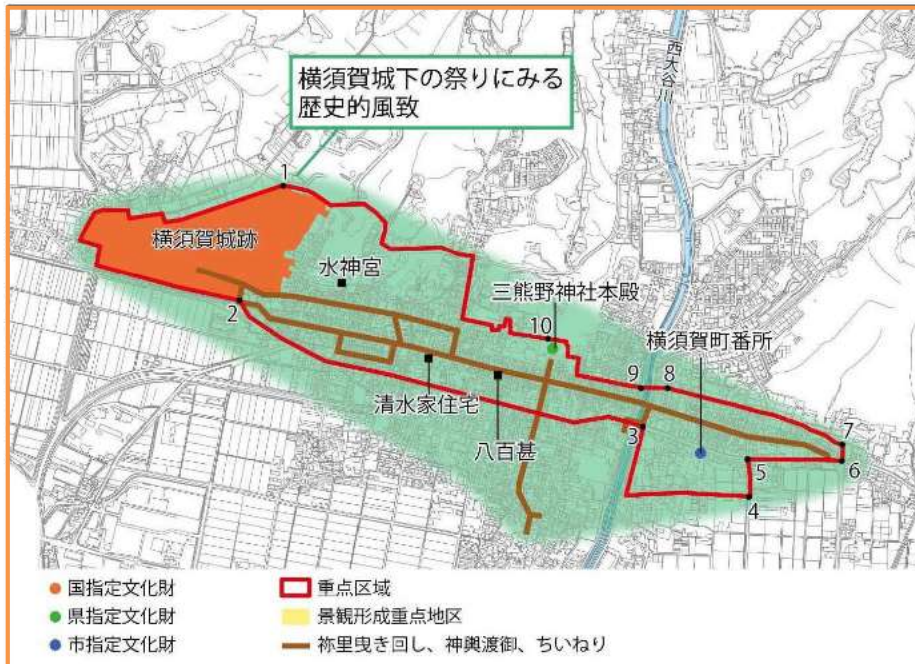 横須賀城下の祭りにみる
歴史的風致
西大谷川
1
横須賀城跡
水神宮
三熊野神社本殿
2
10
横須賀町番所
9
8
清水家住宅
八百甚
3
7
5
6
4
国指定文化財
県指定文化財
市指定文化財
重点区域
景観形成重点地区
祢里曳き回し、神輿渡御、ちいねり